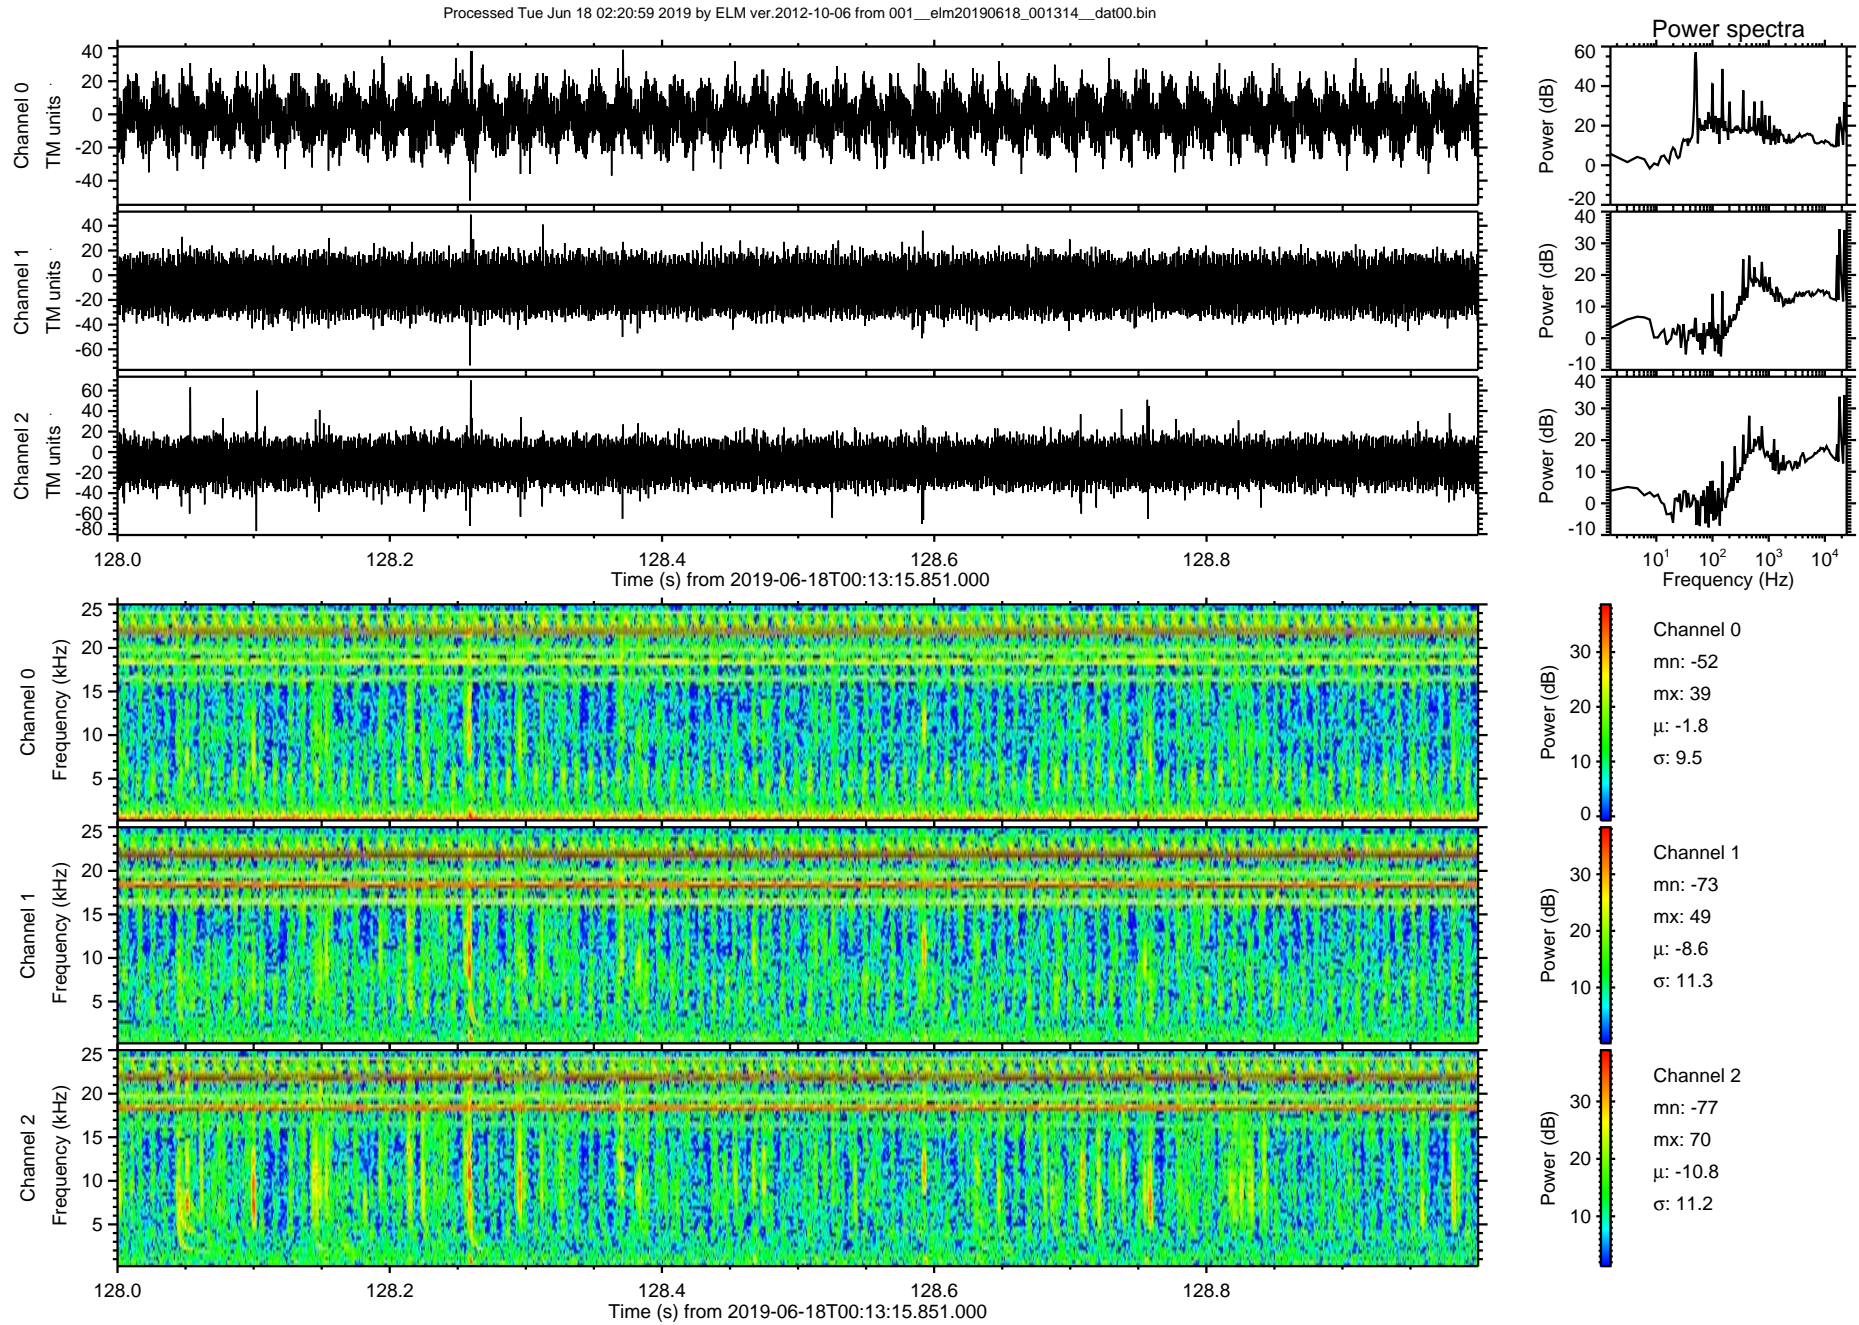 Processed Tue Jun 18 02:20:59 2019 by ELM ver.2012-10-06 from 001__elm20190618_001314__dat00.bin
Power spectra
Channel 0
TM units
40
20
0
-20
-40
Power (dB)
60
40
20
0
-20
Channel 1
TM units
40
20
0
-20
-40
-60
Power (dB)
40
30
20
10
0
-10
Channel 2
TM units
60
40
20
0
-20
-40
-60
-80
Power (dB)
40
30
20
10
0
-10
128.0 128.2 128.4 128.6 128.8
Time (s) from 2019-06-18T00:13:15.851.000
10¹ 10² 10³ 10⁴
Frequency (Hz)
Channel 0
Frequency (kHz)
25
20
15
10
5
Power (dB)
30
20
10
0
Channel 0
mn: -52
mx: 39
μ: -1.8
σ: 9.5
Channel 1
Frequency (kHz)
25
20
15
10
5
Power (dB)
30
20
10
Channel 1
mn: -73
mx: 49
μ: -8.6
σ: 11.3
Channel 2
Frequency (kHz)
25
20
15
10
5
Power (dB)
30
20
10
Channel 2
mn: -77
mx: 70
μ: -10.8
σ: 11.2
128.0 128.2 128.4 128.6 128.8
Time (s) from 2019-06-18T00:13:15.851.000